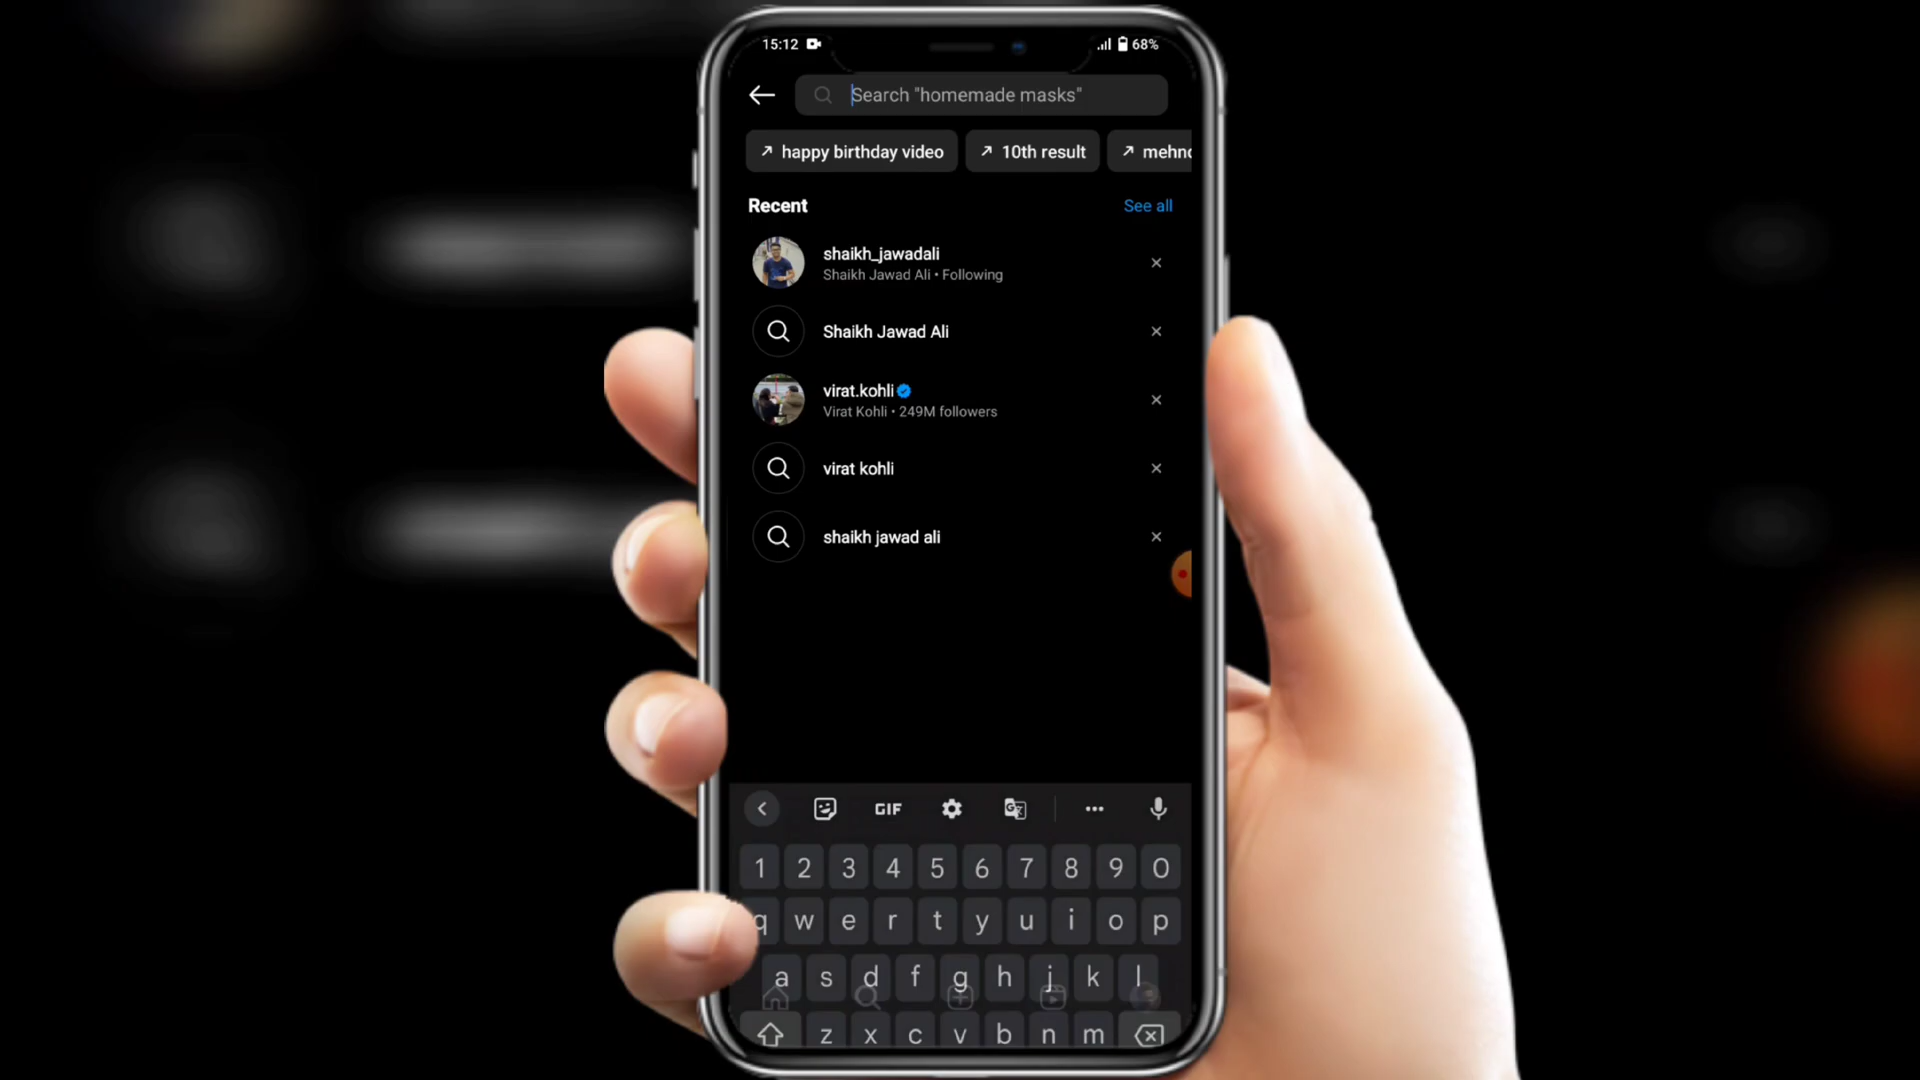 15:12 68%
Search "homemade masks"
happy birthday video 10th result mehn
Recent See all
shaikh_jawadali
Shaikh Jawad Ali • Following
Shaikh Jawad Ali
virat.kohli
Virat Kohli • 249M followers
virat kohli
shaikh jawad ali
GIF
1 2 3 4 5 6 7 8 9 0
q w e r t y u i o p
a s d f g h j k l
z x c v b n m